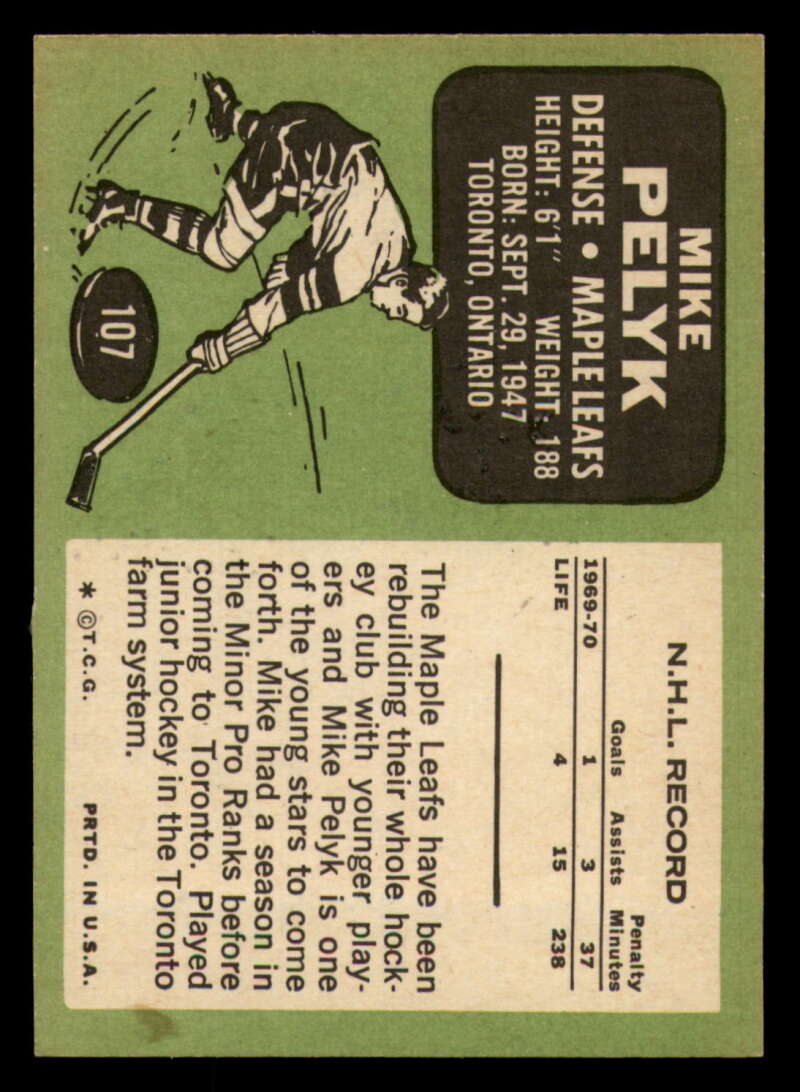 MIKE
PELYK
DEFENSE • MAPLE LEAFS
HEIGHT: 6'1" WEIGHT: 188
BORN: SEPT. 29, 1947
TORONTO, ONTARIO
107
N.H.L. RECORD
Goals Assists Penalty Minutes
1969-70 1 3 37
LIFE 4 15 238
The Maple Leafs have been
rebuilding their whole hock-
ey club with younger play-
ers and Mike Pelyk is one
of the young stars to come
forth. Mike had a season in
the Minor Pro Ranks before
coming to Toronto. Played
junior hockey in the Toronto
farm system.
* ©T.C.G. PRTD. IN U.S.A.